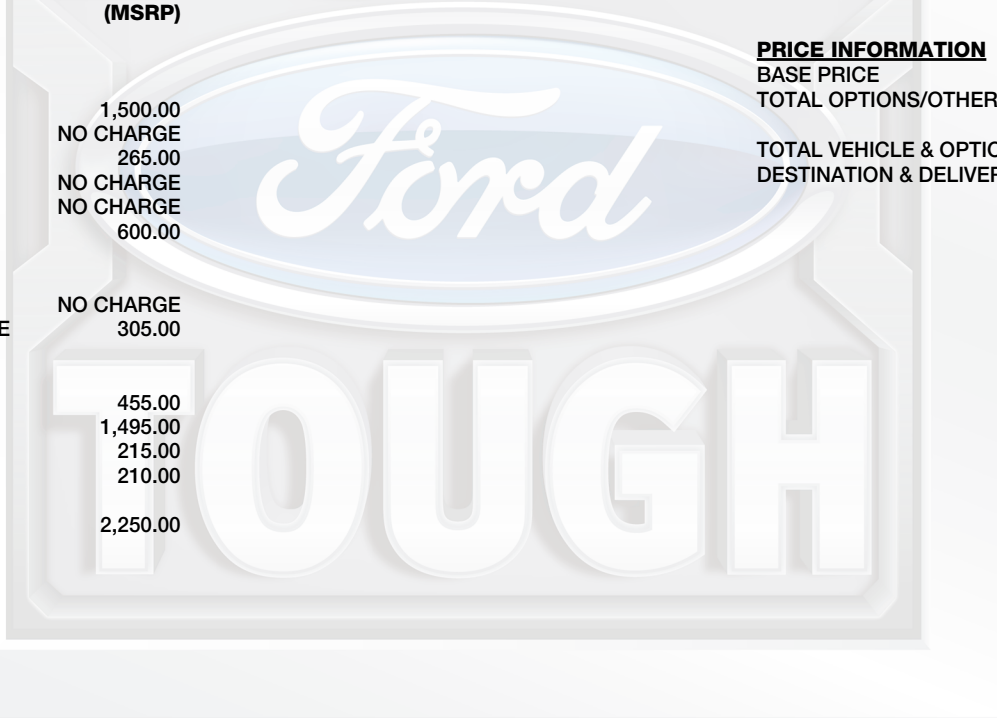 (MSRP)
1,500.00
NO CHARGE
265.00
NO CHARGE
NO CHARGE
600.00
NO CHARGE
E 305.00
455.00
1,495.00
215.00
210.00
2,250.00
PRICE INFORMATION
BASE PRICE
TOTAL OPTIONS/OTHER
TOTAL VEHICLE & OPTIO
DESTINATION & DELIVER
Ford
TOUGH